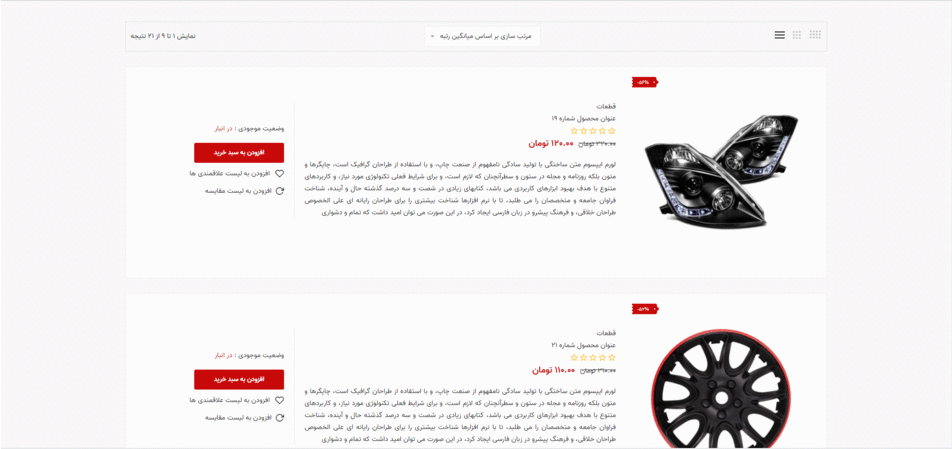 مرتب سازی بر اساس میانگین رتبه
نمایش ۱ تا ۹ از ۲۱ نتیجه
قطعات
عنوان محصول شماره ۱۹
۱۲۰.۰۰ تومان
لورم ایپسوم متن ساختگی با تولید سادگی نامفهوم از صنعت چاپ، و با استفاده از طراحان گرافیک است، چاپگرها و
متون بلکه روزنامه و مجله در ستون و سطرآنچنان که لازم است، و برای شرایط فعلی تکنولوژی مورد نیاز، و کاربردهای
متنوع با هدف بهبود ابزارهای کاربردی می باشد، کتابهای زیادی در شصت و سه درصد گذشته حال و آینده، شناخت
فراوان جامعه و متخصصان را می طلبد، تا با نرم افزارها شناخت بیشتری را برای طراحان رایانه ای علی الخصوص
طراحان خلاقی، و فرهنگ پیشرو در زبان فارسی ایجاد کرد، در این صورت می توان امید داشت که تمام و دشواری
وضعیت موجودی : در انبار
افزودن به سبد خرید
افزودن به لیست علاقمندی ها
افزودن به لیست مقایسه
قطعات
عنوان محصول شماره ۲۱
۱۱۰.۰۰ تومان
لورم ایپسوم متن ساختگی با تولید سادگی نامفهوم از صنعت چاپ، و با استفاده از طراحان گرافیک است، چاپگرها و
متون بلکه روزنامه و مجله در ستون و سطرآنچنان که لازم است، و برای شرایط فعلی تکنولوژی مورد نیاز، و کاربردهای
متنوع با هدف بهبود ابزارهای کاربردی می باشد، کتابهای زیادی در شصت و سه درصد گذشته حال و آینده، شناخت
فراوان جامعه و متخصصان را می طلبد، تا با نرم افزارها شناخت بیشتری را برای طراحان رایانه ای علی الخصوص
طراحان خلاقی، و فرهنگ پیشرو در زبان فارسی ایجاد کرد، در این صورت می توان امید داشت که تمام و دشواری
وضعیت موجودی : در انبار
افزودن به سبد خرید
افزودن به لیست علاقمندی ها
افزودن به لیست مقایسه